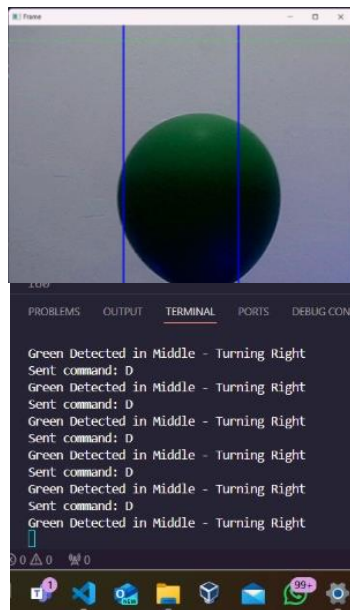 Frame
PROBLEMS OUTPUT TERMINAL PORTS DEBUG CON
Green Detected in Middle - Turning Right
Sent command: D
Green Detected in Middle - Turning Right
Sent command: D
Green Detected in Middle - Turning Right
Sent command: D
Green Detected in Middle - Turning Right
Sent command: D
Green Detected in Middle - Turning Right
Sent command: D
Green Detected in Middle - Turning Right
0 0 0
1 NEW 99+